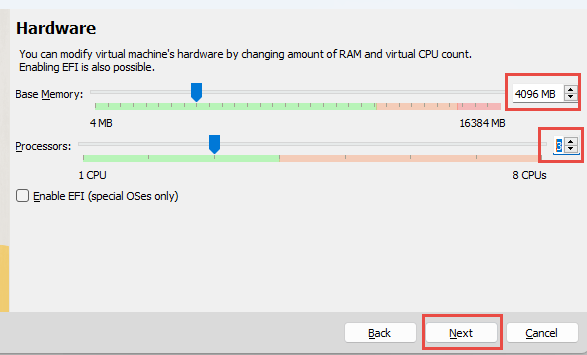 Hardware
You can modify virtual machine's hardware by changing amount of RAM and virtual CPU count.
Enabling EFI is also possible.
Base Memory: 4096 MB
4 MB 16384 MB
Processors: 3
1 CPU 8 CPUs
Enable EFI (special OSes only)
Back Next Cancel